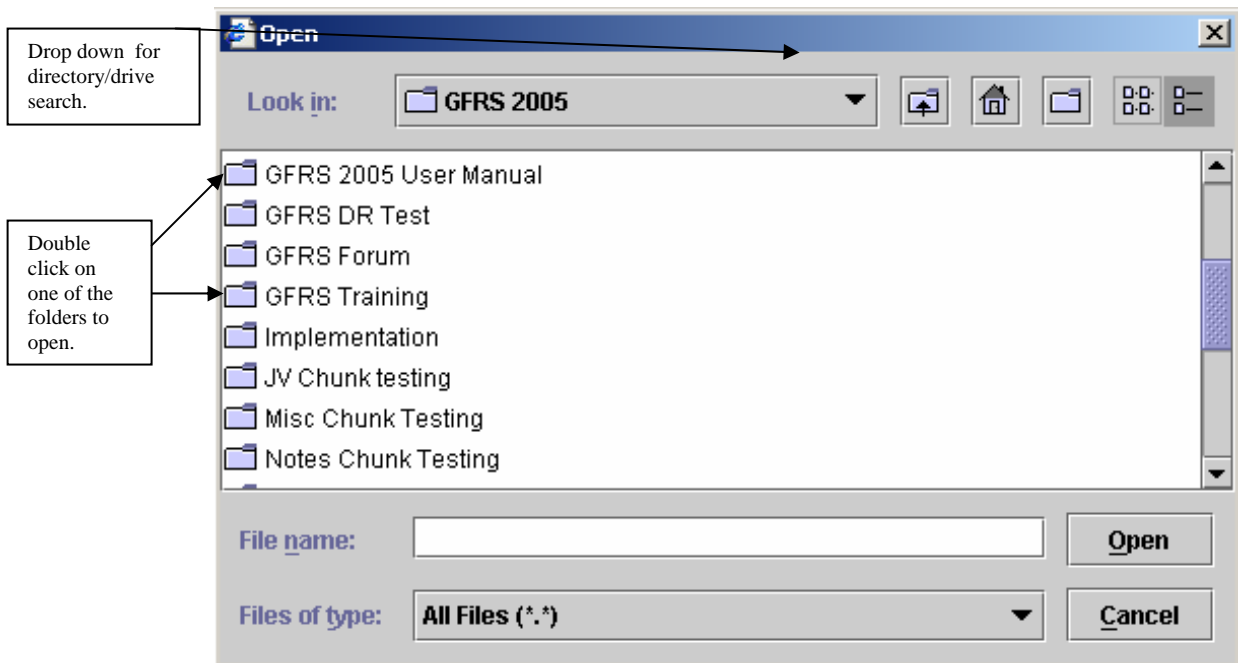 Open
Drop down for
directory/drive
search.
Look in:
GFRS 2005
GFRS 2005 User Manual
GFRS DR Test
GFRS Forum
GFRS Training
Implementation
JV Chunk testing
Misc Chunk Testing
Notes Chunk Testing
Double
click on
one of the
folders to
open.
File name:
Open
Files of type:
All Files (*.*)
Cancel